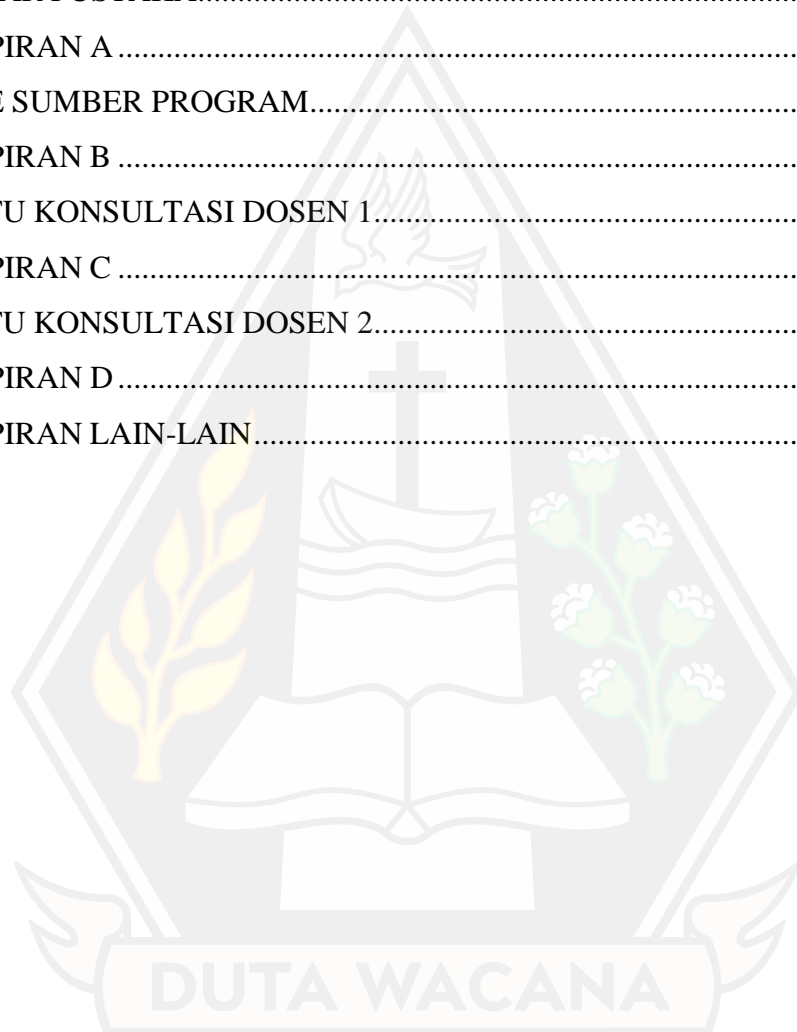 PIRAN A ........................................................................................
E SUMBER PROGRAM................................................................
PIRAN B ........................................................................................
TU KONSULTASI DOSEN 1........................................................
PIRAN C ........................................................................................
TU KONSULTASI DOSEN 2........................................................
PIRAN D ........................................................................................
PIRAN LAIN-LAIN.......................................................................
DUTA WACANA